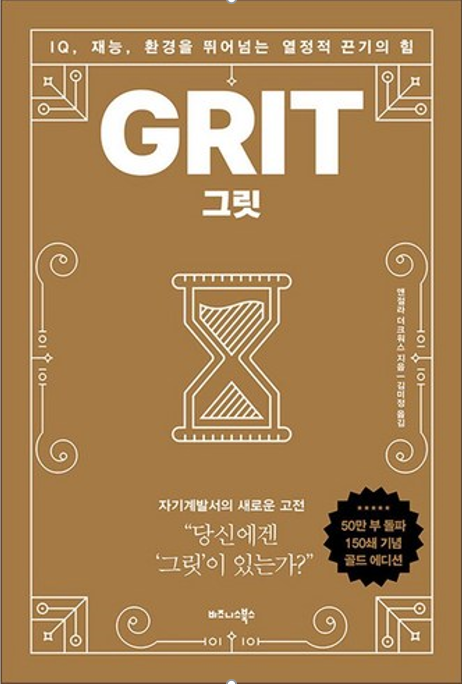 IQ, 재능, 환경을 뛰어넘는 열정적 끈기의 힘
GRIT
그릿
앤절라 더크워스 지음 | 김미정 옮김
자기계발서의 새로운 고전
“당신에겐
‘그릿’이 있는가?”
★★★★★
50만 부 돌파
150쇄 기념
골드 에디션
비즈니스북스